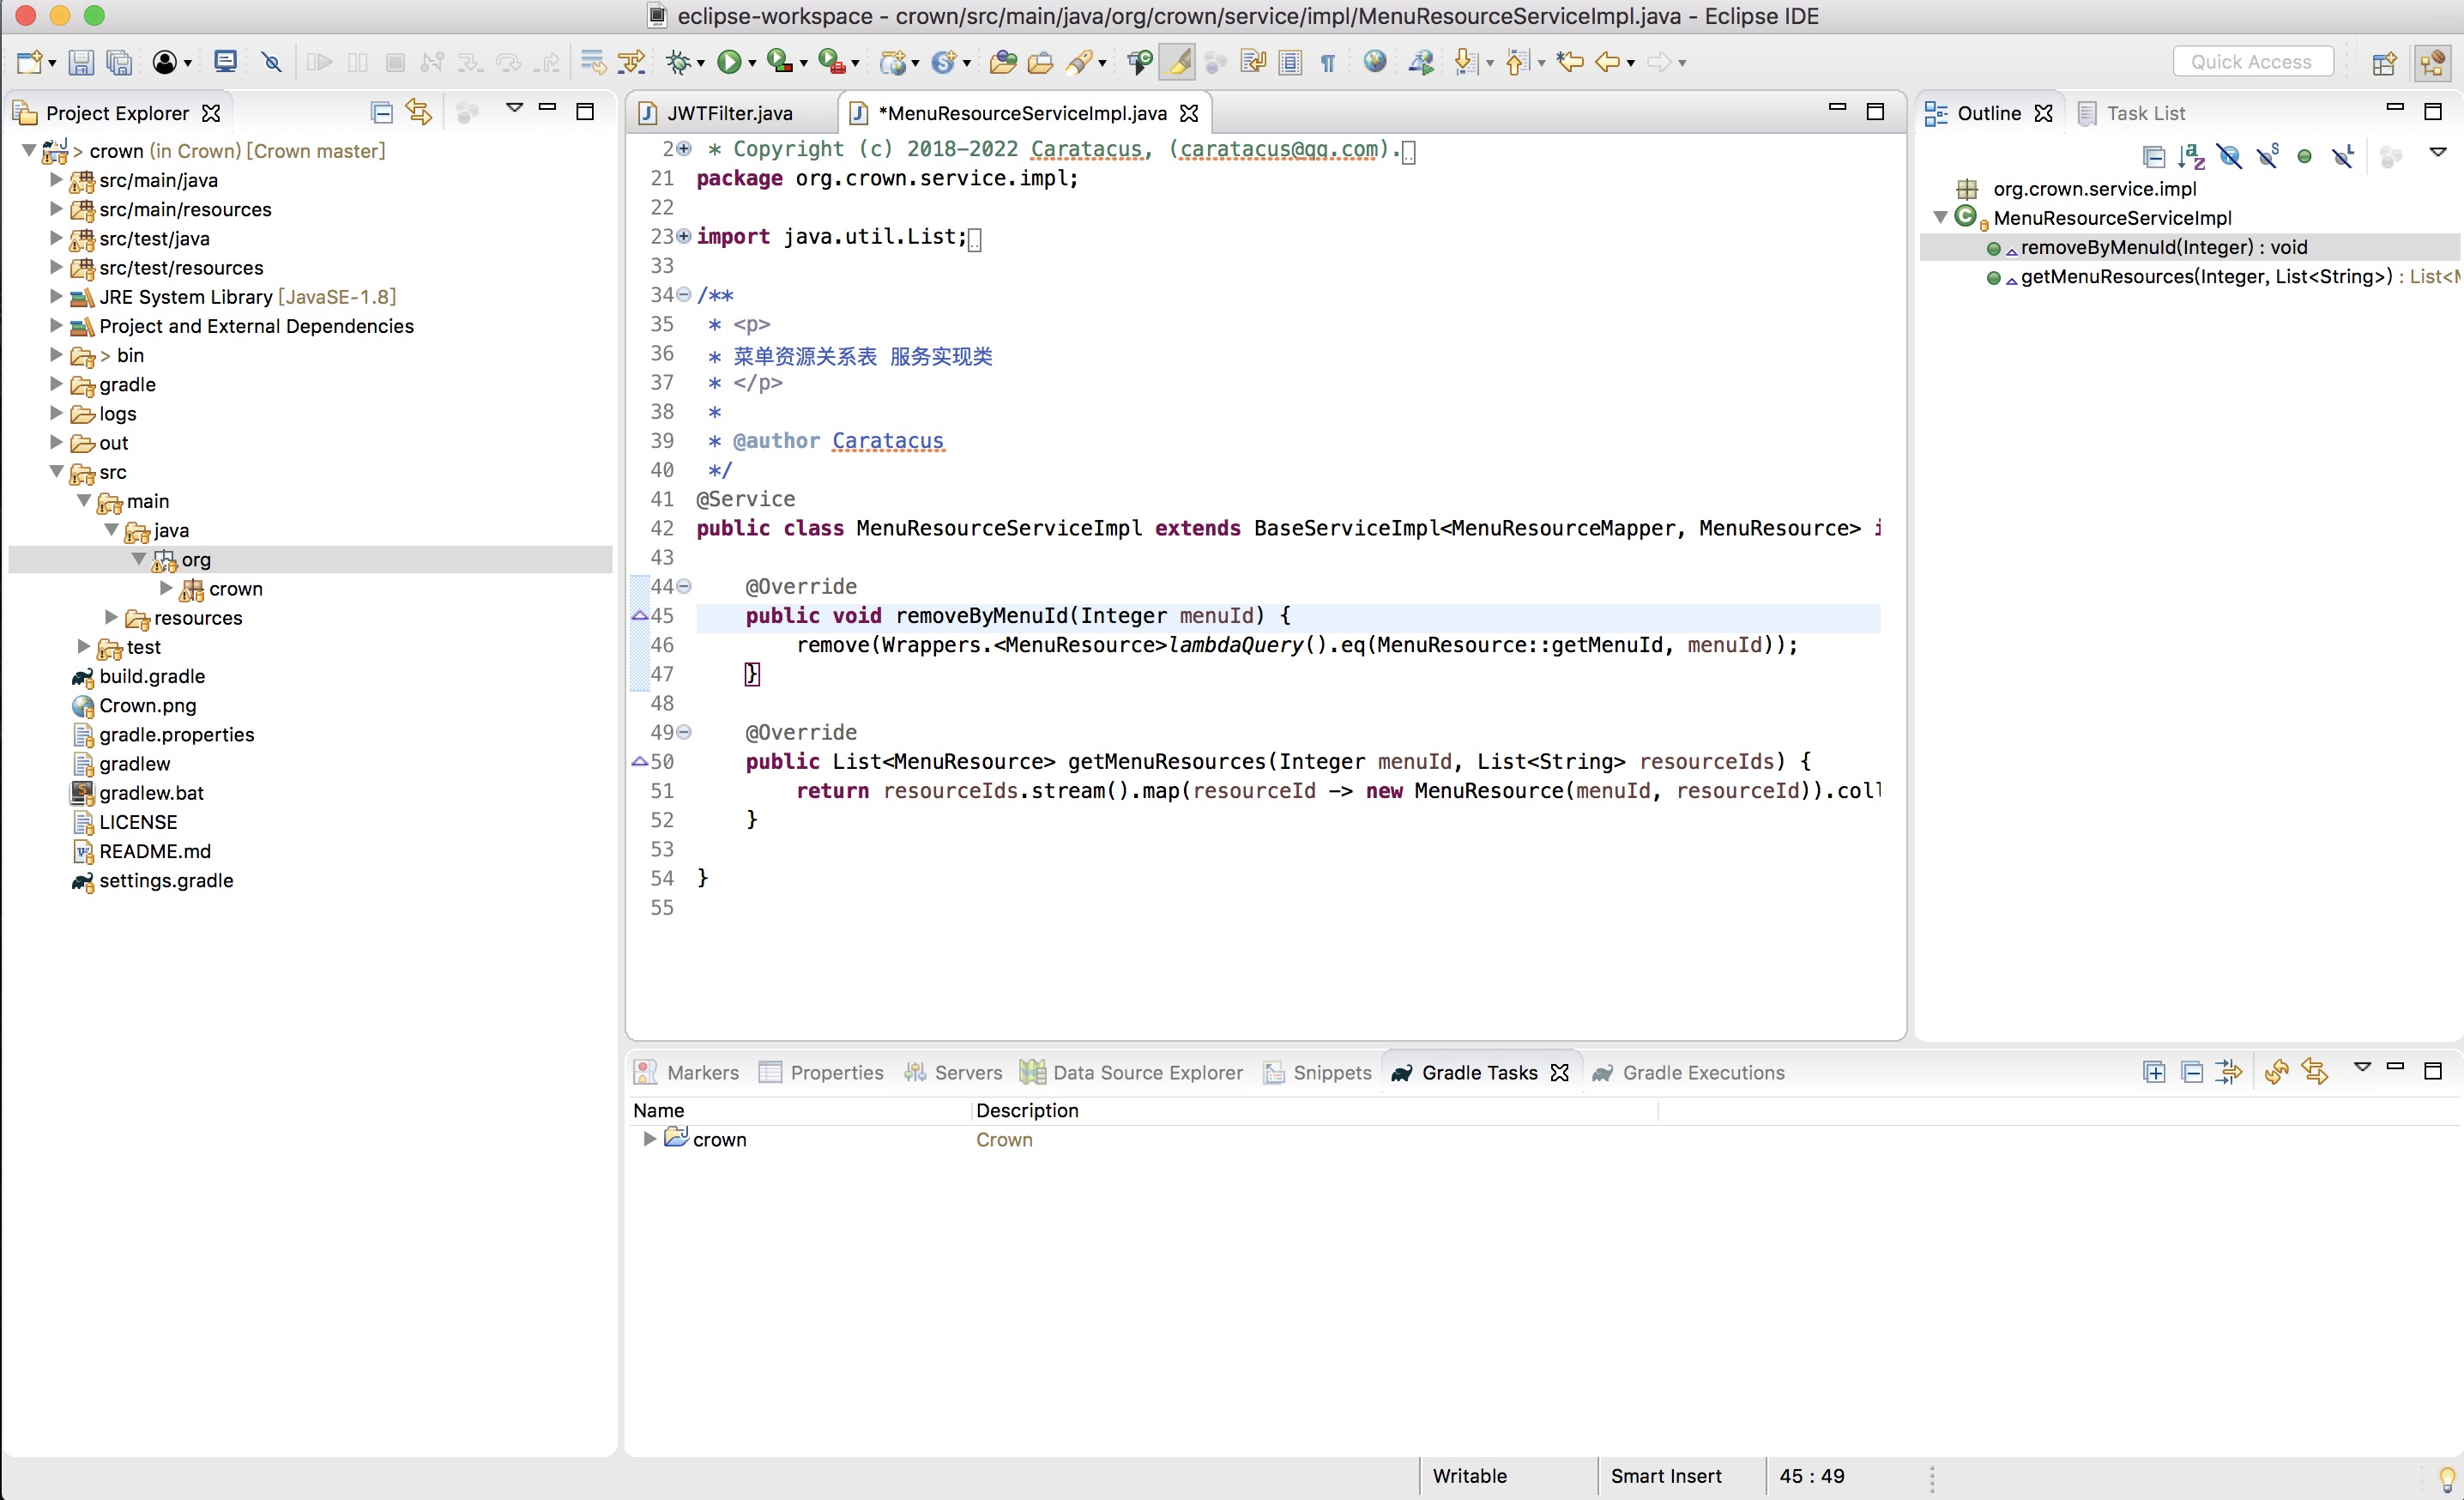 eclipse-workspace - crown/src/main/java/org/crown/service/impl/MenuResourceServiceImpl.java - Eclipse IDE
Quick Access
Project Explorer
> crown (in Crown) [Crown master]
src/main/java
src/main/resources
src/test/java
src/test/resources
JRE System Library [JavaSE-1.8]
Project and External Dependencies
> bin
gradle
logs
out
src
main
java
org
crown
resources
test
build.gradle
Crown.png
gradle.properties
gradlew
gradlew.bat
LICENSE
README.md
settings.gradle
JWTFilter.java
*MenuResourceServiceImpl.java
2 * Copyright (c) 2018-2022 Caratacus, (caratacus@qq.com).
21 package org.crown.service.impl;
22
23 import java.util.List;
33
34 /**
35 * <p>
36 * 菜单资源关系表 服务实现类
37 * </p>
38 *
39 * @author Caratacus
40 */
41 @Service
42 public class MenuResourceServiceImpl extends BaseServiceImpl<MenuResourceMapper, MenuResource> i
43
44 @Override
45 public void removeByMenuId(Integer menuId) {
46 remove(Wrappers.<MenuResource>lambdaQuery().eq(MenuResource::getMenuId, menuId));
47 }
48
49 @Override
50 public List<MenuResource> getMenuResources(Integer menuId, List<String> resourceIds) {
51 return resourceIds.stream().map(resourceId -> new MenuResource(menuId, resourceId)).coll
52 }
53
54 }
55
Outline
Task List
org.crown.service.impl
MenuResourceServiceImpl
removeByMenuId(Integer) : void
getMenuResources(Integer, List<String>) : List<M
Markers
Properties
Servers
Data Source Explorer
Snippets
Gradle Tasks
Gradle Executions
Name Description
crown Crown
Writable
Smart Insert
45 : 49